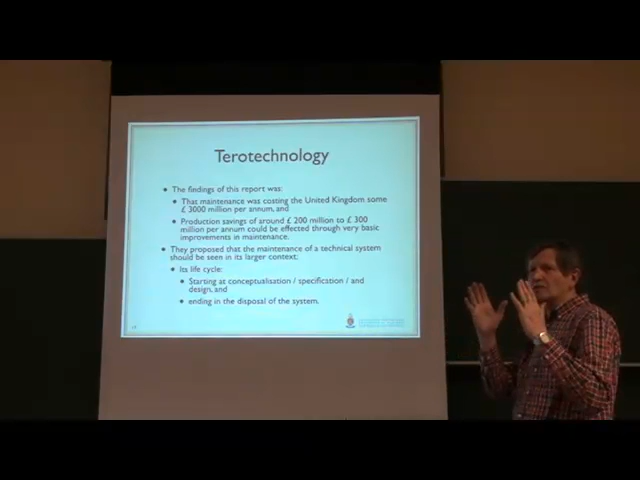 Terotechnology
• The findings of this report was:
• That maintenance was costing the United Kingdom some
£ 3000 million per annum, and
• Production savings of around £ 200 million to £ 300
million per annum could be effected through very basic
improvements in maintenance.
• They proposed that the maintenance of a technical system
should be seen in its larger context:
• Its life cycle:
• Starting at conceptualisation / specification / and
design, and
• ending in the disposal of the system.